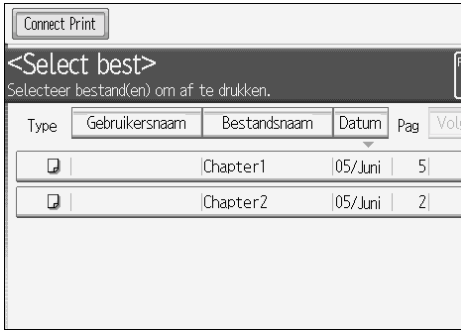 Connect Print
<Select best>
Selecteer bestand(en) om af te drukken.
Type Gebruikersnaam Bestandsnaam Datum Pag
Chapter1 05/Juni 5
Chapter2 05/Juni 2